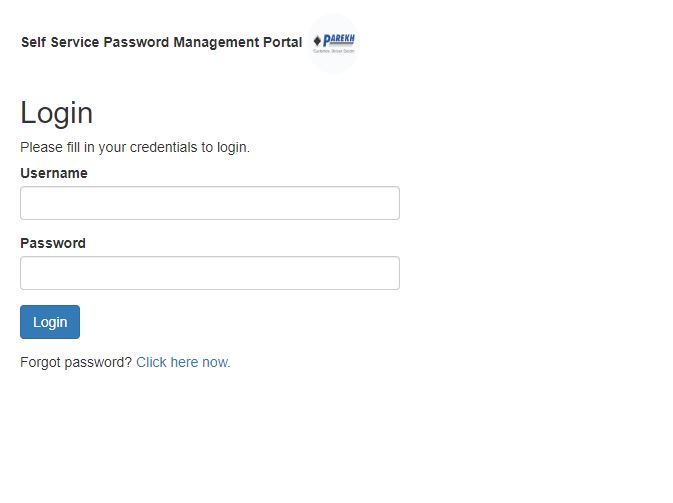 Self Service Password Management Portal
PAREKH
Login
Please fill in your credentials to login.
Username
Password
Login
Forgot password? Click here now.